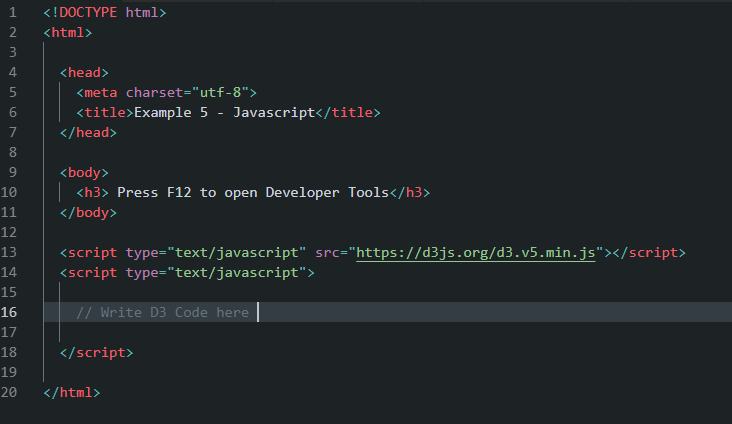 1 <!DOCTYPE html>
2 <html>
3
4 <head>
5 <meta charset="utf-8">
6 <title>Example 5 - Javascript</title>
7 </head>
8
9 <body>
10 <h3> Press F12 to open Developer Tools</h3>
11 </body>
12
13 <script type="text/javascript" src="https://d3js.org/d3.v5.min.js"></script>
14 <script type="text/javascript">
15
16 // Write D3 Code here
17
18 </script>
19
20 </html>